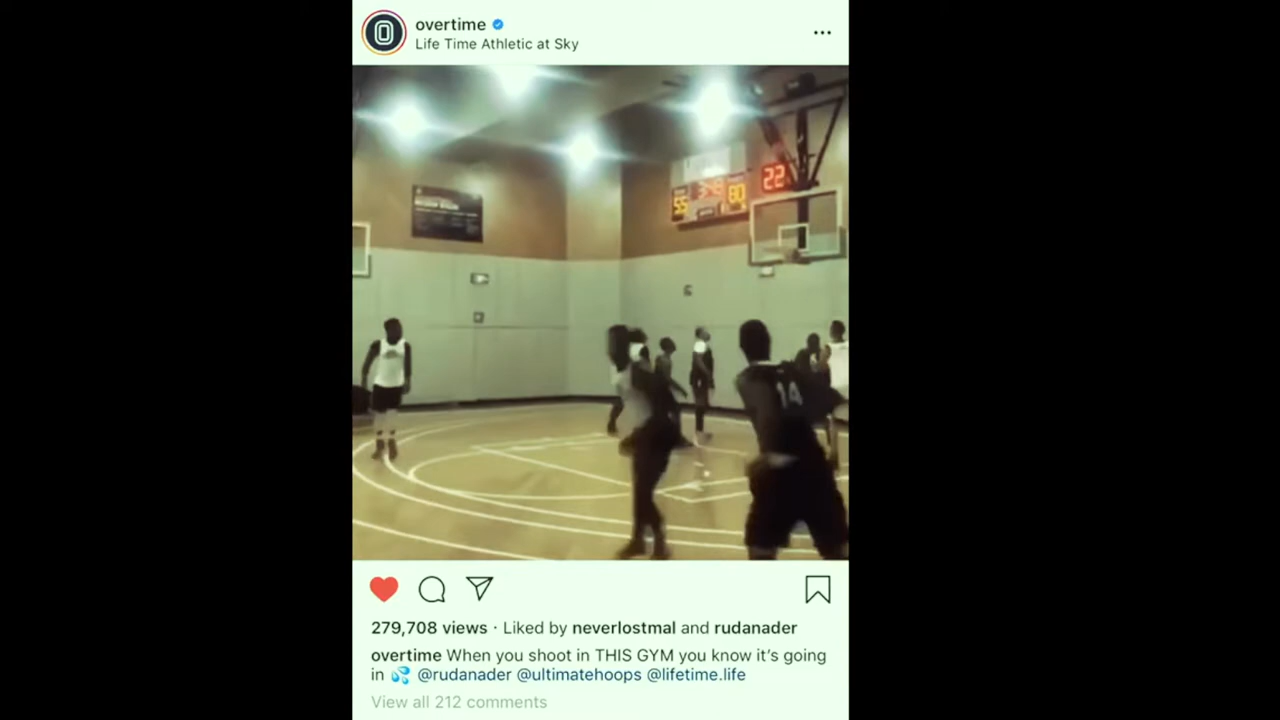 overtime
Life Time Athletic at Sky
22
55
80
14
279,708 views · Liked by neverlostmal and rudanader
overtime When you shoot in THIS GYM you know it's going
in 💦 @rudanader @ultimatehoops @lifetime.life
View all 212 comments